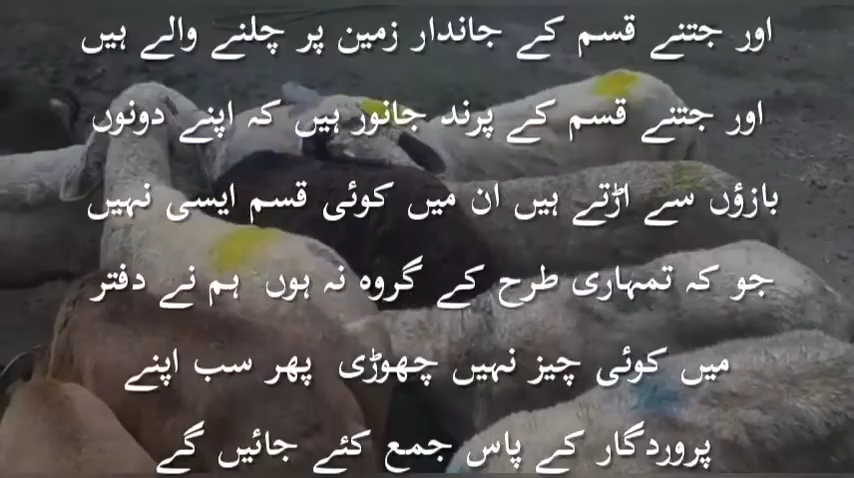 اور جتنے قسم کے جاندار زمین پر چلنے والے ہیں
اور جتنے قسم کے پرند جانور ہیں کہ اپنے دونوں
بازؤں سے اڑتے ہیں ان میں کوئی قسم ایسی نہیں
جو کہ تمہاری طرح کے گروہ نہ ہوں ہم نے دفتر
میں کوئی چیز نہیں چھوڑی پھر سب اپنے
پروردگار کے پاس جمع کئے جائیں گے